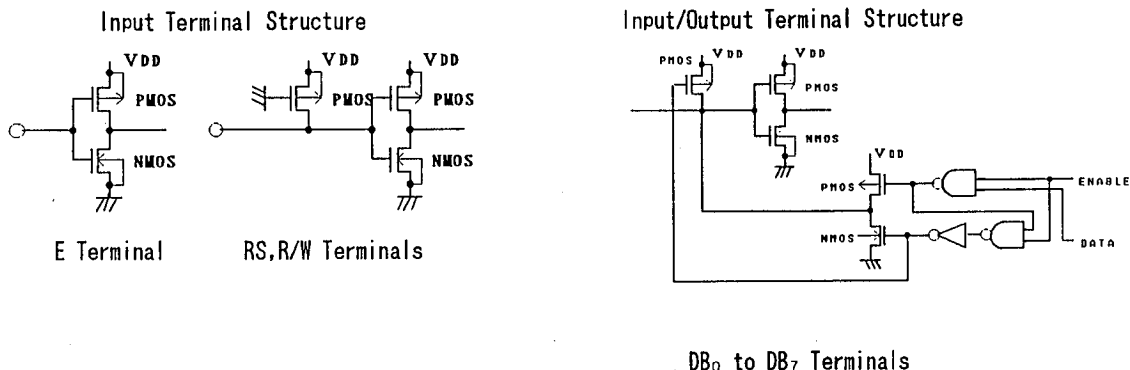 Input Terminal Structure
VDD
PMOS
NMOS
E Terminal
VDD
PMOS
VDD
PMOS
NMOS
RS,R/W Terminals
Input/Output Terminal Structure
PMOS
VDD
VDD
PMOS
NMOS
VDD
PMOS
NMOS
ENABLE
DATA
DB0 to DB7 Terminals